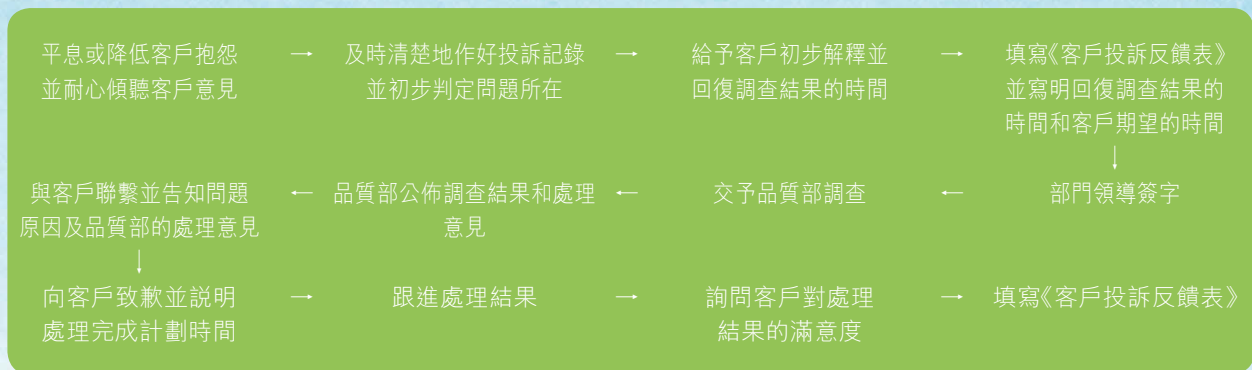 平息或降低客戶抱怨
並耐心傾聽客戶意見
→
及時清楚地作好投訴記錄
並初步判定問題所在
→
給予客戶初步解釋並
回復調查結果的時間
→
填寫《客戶投訴反饋表》
並寫明回復調查結果的
時間和客戶期望的時間
↓
部門領導簽字
←
交予品質部調查
←
品質部公佈調查結果和處理
意見
←
與客戶聯繫並告知問題
原因及品質部的處理意見
↓
向客戶致歉並説明
處理完成計劃時間
→
跟進處理結果
→
詢問客戶對處理
結果的滿意度
→
填寫《客戶投訴反饋表》